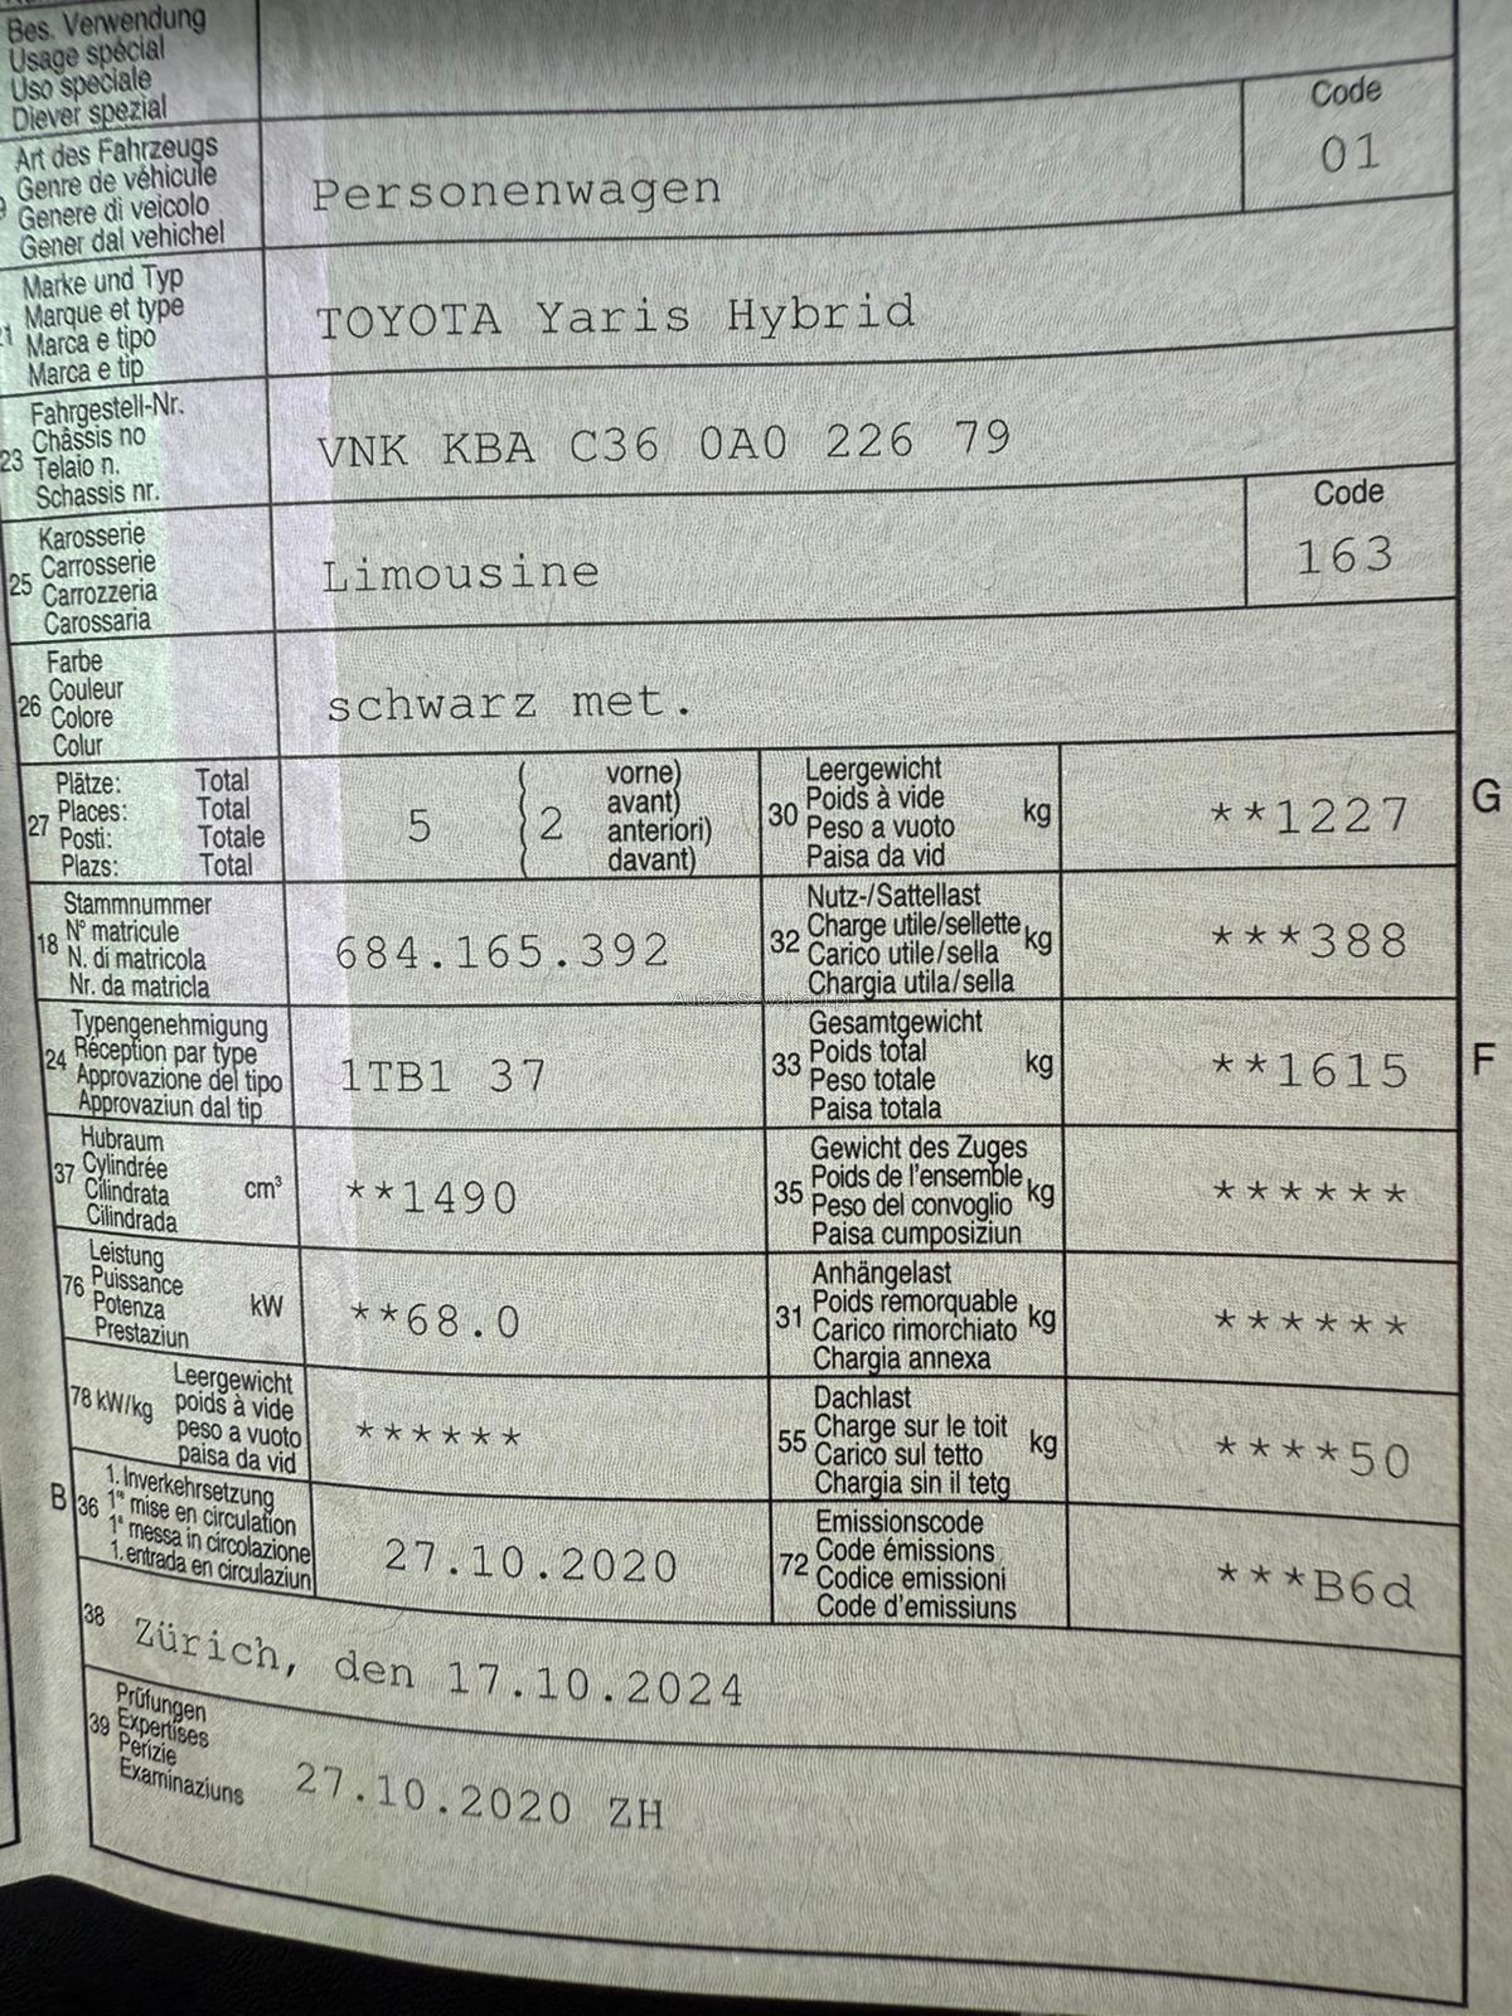 Bes. Verwendung
Usage spécial
Uso speciale
Diever spezial
Art des Fahrzeugs
Genre de véhicule
Genere di veicolo
Gener dal vehichel
Personenwagen
Code
01
Marke und Typ
Marque et type
Marca e tipo
Marca e tip
TOYOTA Yaris Hybrid
23
Fahrgestell-Nr.
Châssis no
Telaio n.
Schassis nr.
VNK KBA C36 0A0 226 79
25
Karosserie
Carrosserie
Carrozzeria
Carossaria
Limousine
Code
163
26
Farbe
Couleur
Colore
Colur
schwarz met.
27
Plätze: Total
Places: Total
Posti: Totale
Plazs: Total
5 ( 2
vorne)
avant)
anteriori)
davant)
30
Leergewicht
Poids à vide
Peso a vuoto
Paisa da vid
kg
**1227
G
18
Stammnummer
N° matricule
N. di matricola
Nr. da matricla
684.165.392
32
Nutz-/Sattellast
Charge utile/sellette
Carico utile/sella
Chargia utila/sella
kg
***388
AutaZeSzwajcarii.pl
24
Typengenehmigung
Réception par type
Approvazione del tipo
Approvaziun dal tip
1TB1 37
33
Gesamtgewicht
Poids total
Peso totale
Paisa totala
kg
**1615
F
37
Hubraum
Cylindrée
Cilindrata
Cilindrada
cm³
**1490
35
Gewicht des Zuges
Poids de l'ensemble
Peso del convoglio
Paisa cumposiziun
kg
******
76
Leistung
Puissance
Potenza
Prestaziun
kW
**68.0
31
Anhängelast
Poids remorquable
Carico rimorchiato
Chargia annexa
kg
******
78 kW/kg
Leergewicht
poids à vide
peso a vuoto
paisa da vid
******
55
Dachlast
Charge sur le toit
Carico sul tetto
Chargia sin il tetg
kg
****50
B 36
1. Inverkehrsetzung
1re mise en circulation
1a messa in circolazione
1. entrada en circulaziun
27.10.2020
72
Emissionscode
Code émissions
Codice emissioni
Code d'emissiuns
***B6d
38
Zürich, den 17.10.2024
39
Prüfungen
Expertises
Perizie
Examinaziuns
27.10.2020 ZH